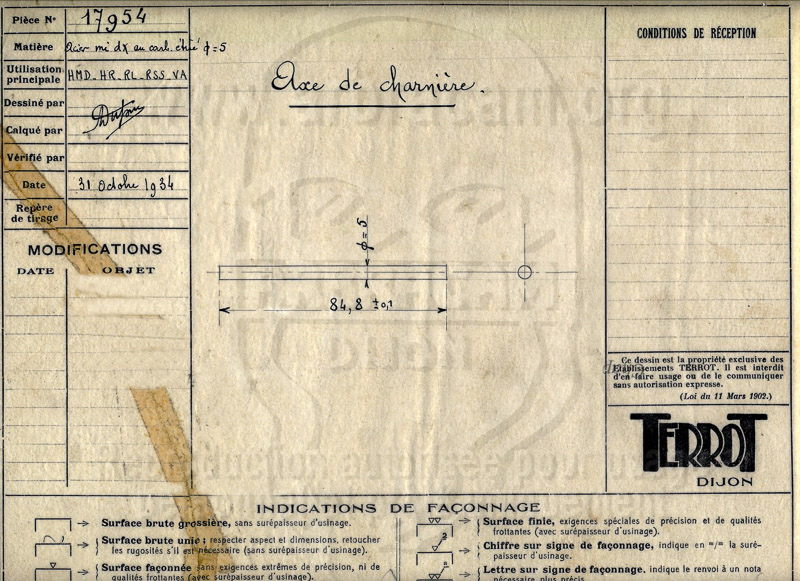 Pièce N° 17954
Matière Acier mi dx au carb. étiré ϕ=5
Utilisation principale HMD_HR_RL_RSS_VA
Dessiné par
Calqué par
Vérifié par
Date 31 Octobre 1934
Repère de tirage
MODIFICATIONS
DATE OBJET
Axe de charnière.
ϕ=5
84,8 ±0,1
CONDITIONS DE RÉCEPTION
Ce dessin est la propriété exclusive des
Établissements TERROT. Il est interdit
d'en faire usage ou de le communiquer
sans autorisation expresse.
(Loi du 11 Mars 1902.)
TERROT
DIJON
INDICATIONS DE FAÇONNAGE
Surface brute grossière, sans surépaisseur d'usinage.
Surface brute unie; respecter aspect et dimensions, retoucher
les rugosités s'il est nécessaire (sans surépaisseur d'usinage).
Surface façonnée sans exigences extrêmes de précision, ni de
qualités frottantes (avec surépaisseur d'usinage).
Surface finie, exigences spéciales de précision et de qualités
frottantes (avec surépaisseur d'usinage).
Chiffre sur signe de façonnage, indique en m/m la suré-
paisseur d'usinage.
Lettre sur signe de façonnage, indique le renvoi à un nota
nécessaire plus précis.